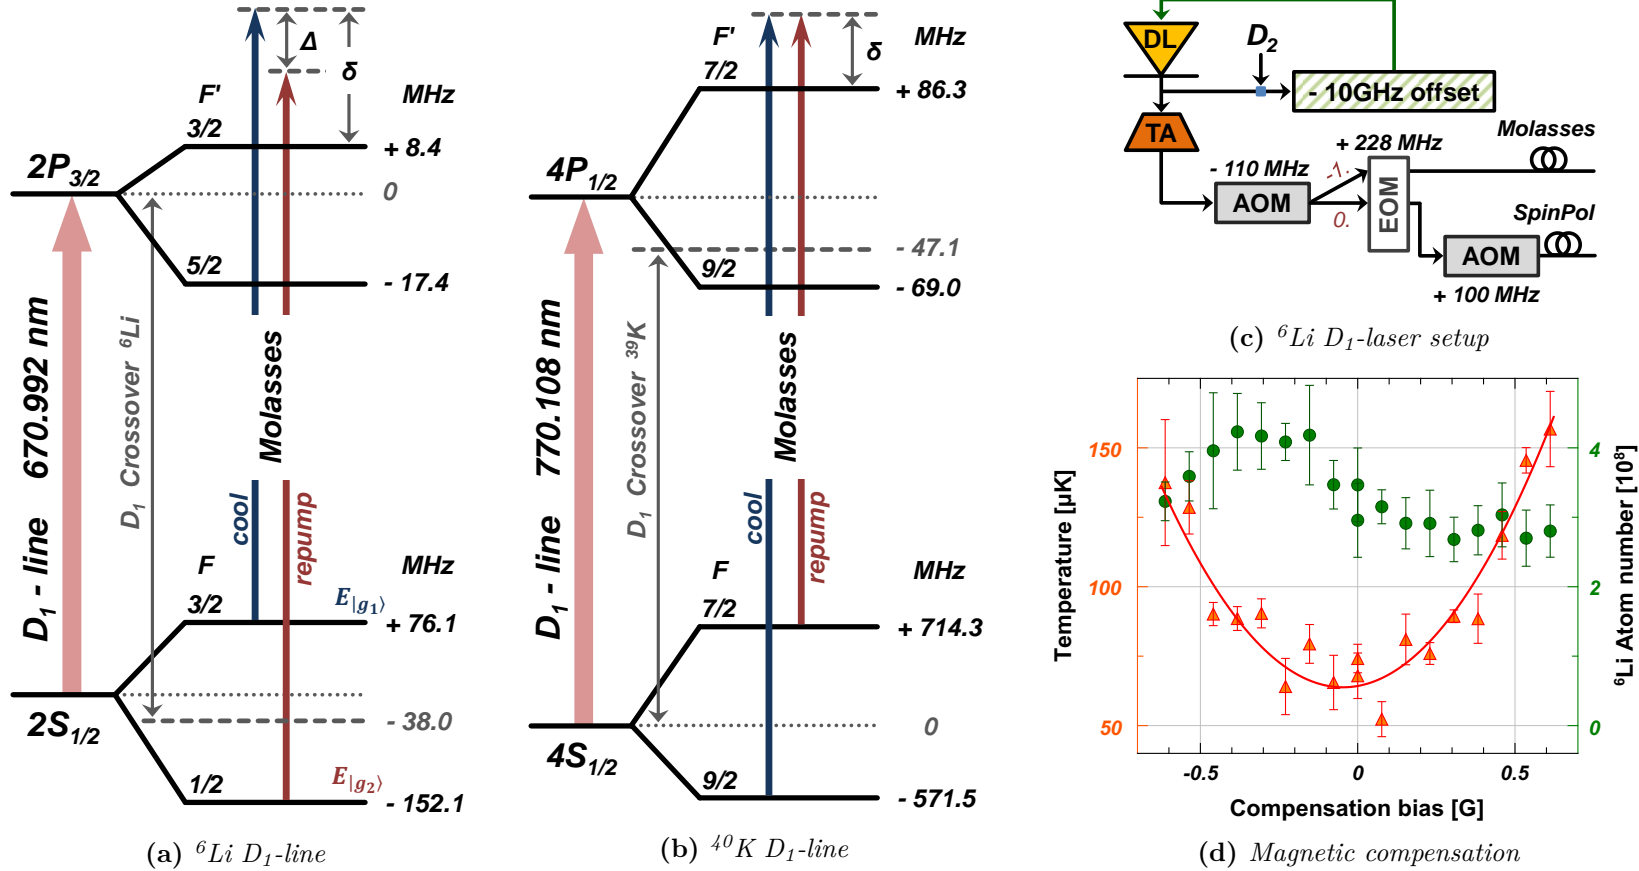 F'
MHz
3/2
+ 8.4
2P3/2
0
5/2
- 17.4
Δ
δ
D1 - line 670.992 nm
D1 Crossover ⁶Li
Molasses
cool
repump
F
MHz
3/2
E|g1⟩
+ 76.1
2S1/2
- 38.0
1/2
E|g2⟩
- 152.1
(a) ⁶Li D1-line
F'
MHz
7/2
δ
+ 86.3
4P1/2
- 47.1
9/2
- 69.0
D1 - line 770.108 nm
D1 Crossover ³⁹K
Molasses
cool
repump
F
MHz
7/2
+ 714.3
0
4S1/2
9/2
- 571.5
(b) ⁴⁰K D1-line
DL
D2
- 10GHz offset
TA
Molasses
+ 228 MHz
- 110 MHz
-1.
AOM
EOM
0.
SpinPol
AOM
+ 100 MHz
(c) ⁶Li D1-laser setup
150
100
50
Temperature [µK]
4
2
0
⁶Li Atom number [10⁸]
-0.5
0
0.5
Compensation bias [G]
(d) Magnetic compensation